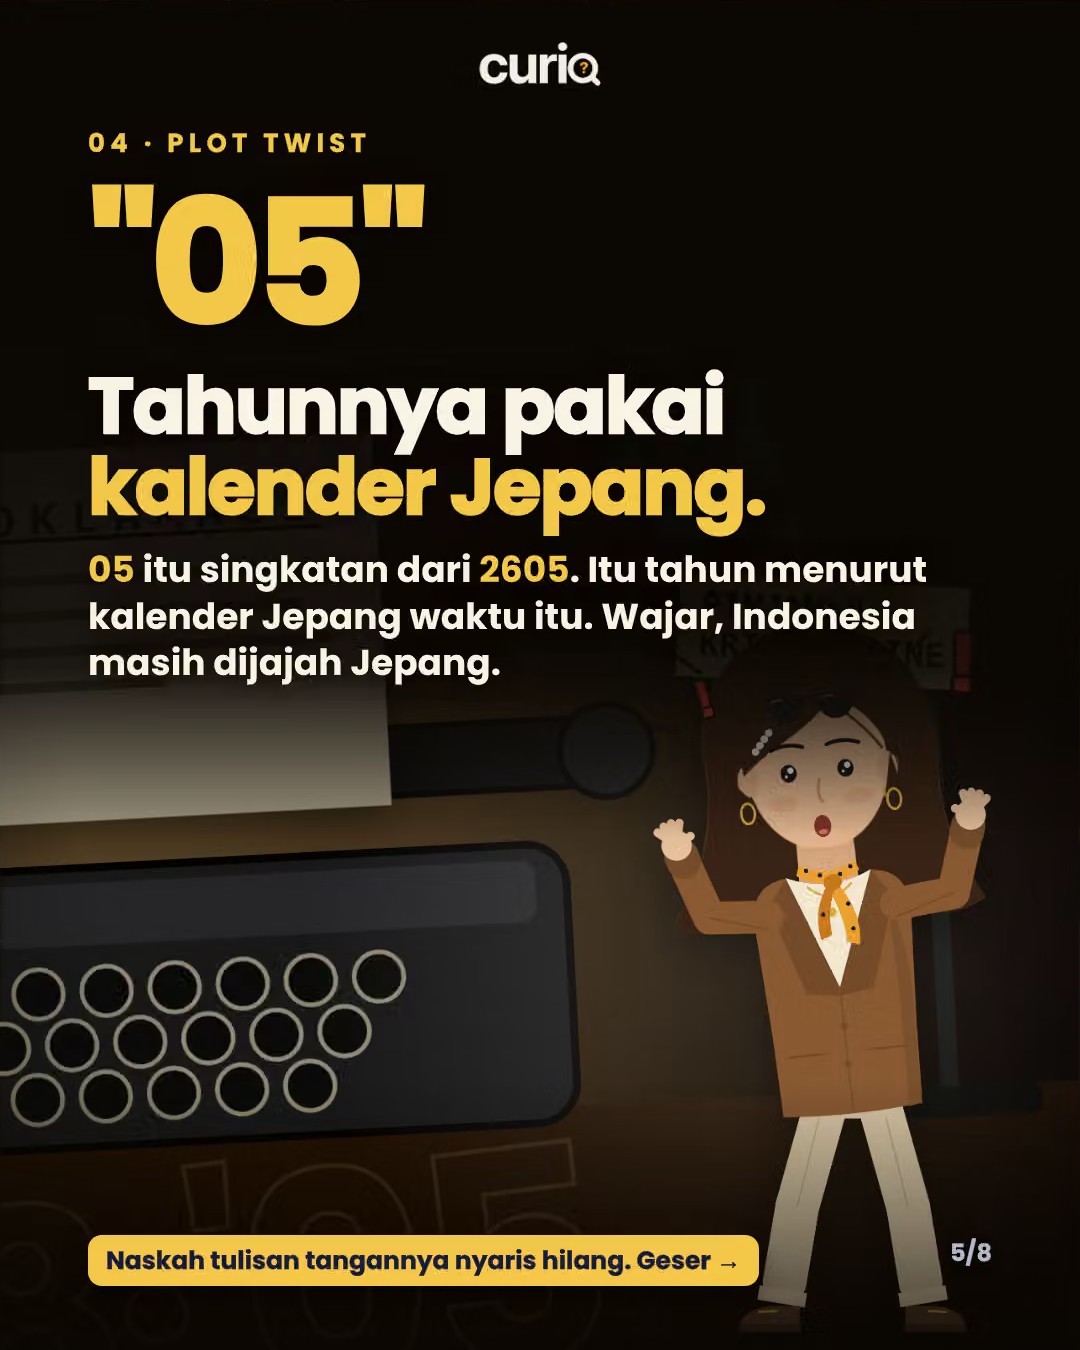 curio
04 · PLOT TWIST
"05"
Tahunnya pakai
kalender Jepang.
05 itu singkatan dari 2605. Itu tahun menurut
kalender Jepang waktu itu. Wajar, Indonesia
masih dijajah Jepang.
Naskah tulisan tangannya nyaris hilang. Geser →
5/8